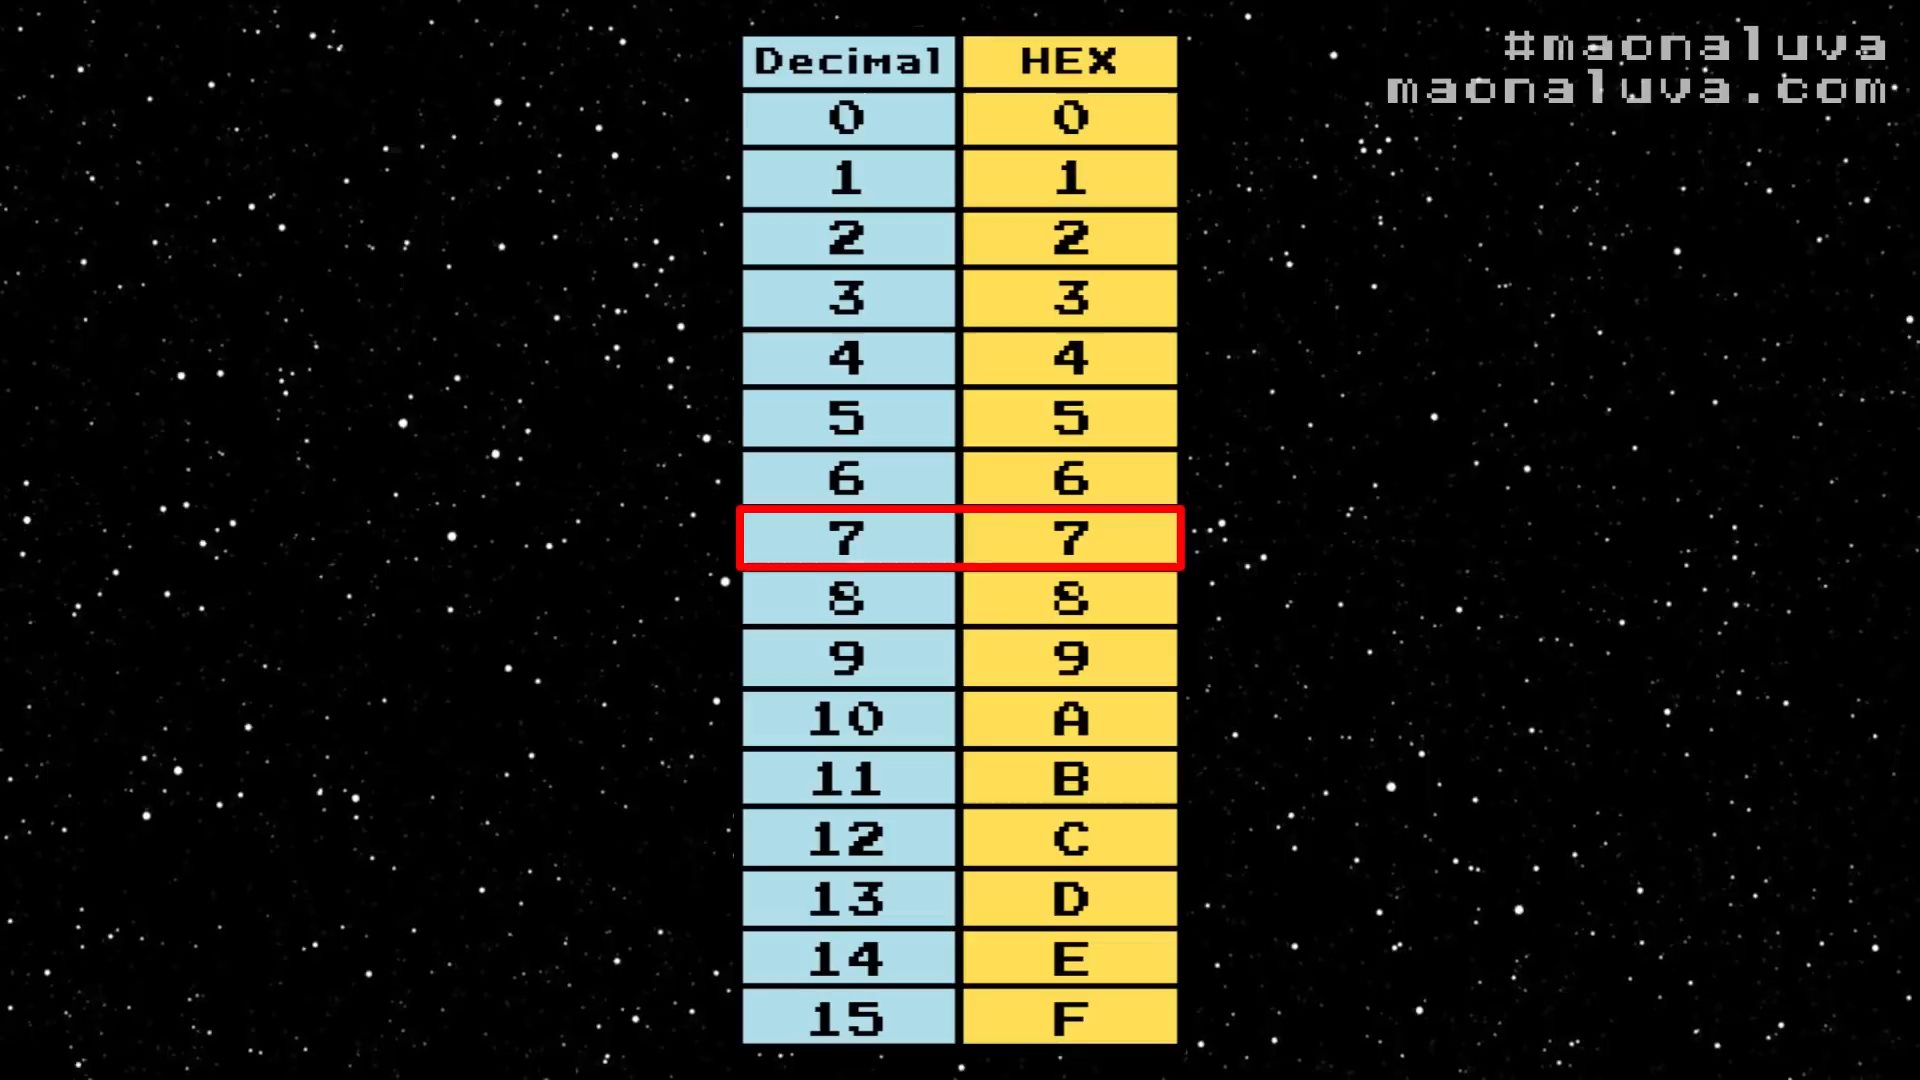 #maonaluva
maonaluva.com
Decimal HEX
0 0
1 1
2 2
3 3
4 4
5 5
6 6
7 7
8 8
9 9
10 A
11 B
12 C
13 D
14 E
15 F